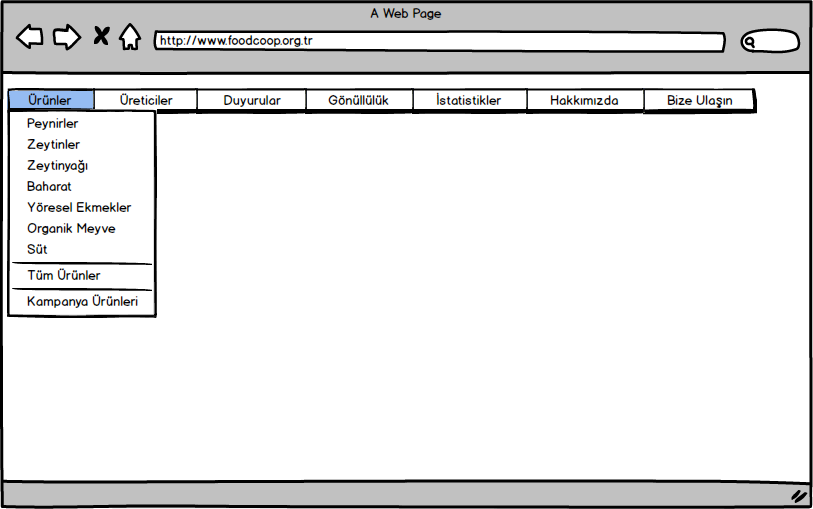 A Web Page
http://www.foodcoop.org.tr
Ürünler Üreticiler Duyurular Gönüllülük İstatistikler Hakkımızda Bize Ulaşın
Peynirler
Zeytinler
Zeytinyağı
Baharat
Yöresel Ekmekler
Organik Meyve
Süt
Tüm Ürünler
Kampanya Ürünleri